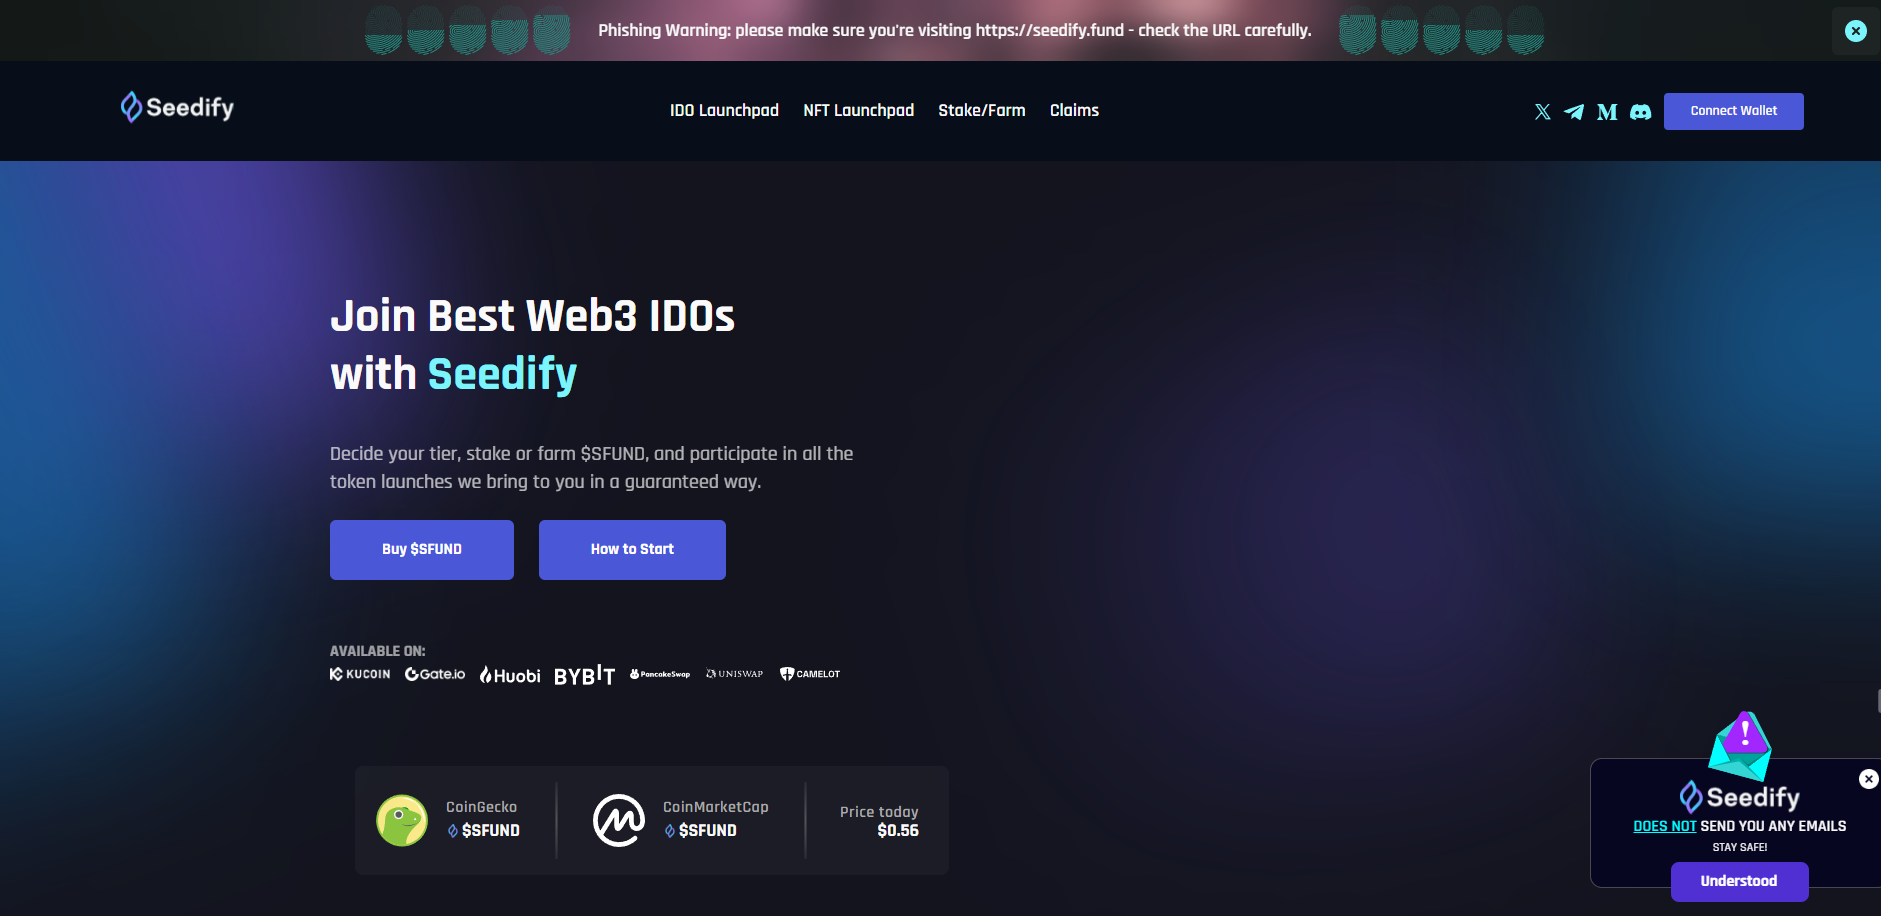 Phishing Warning: please make sure you're visiting https://seedify.fund - check the URL carefully.
Seedify
IDO Launchpad
NFT Launchpad
Stake/Farm
Claims
Connect Wallet
Join Best Web3 IDOs
with Seedify
Decide your tier, stake or farm $SFUND, and participate in all the
token launches we bring to you in a guaranteed way.
Buy $SFUND
How to Start
AVAILABLE ON:
KUCOIN
Gate.io
Huobi
BYBIT
PancakeSwap
UNISWAP
CAMELOT
CoinGecko
$SFUND
CoinMarketCap
$SFUND
Price today
$0.56
Seedify
DOES NOT SEND YOU ANY EMAILS
STAY SAFE!
Understood